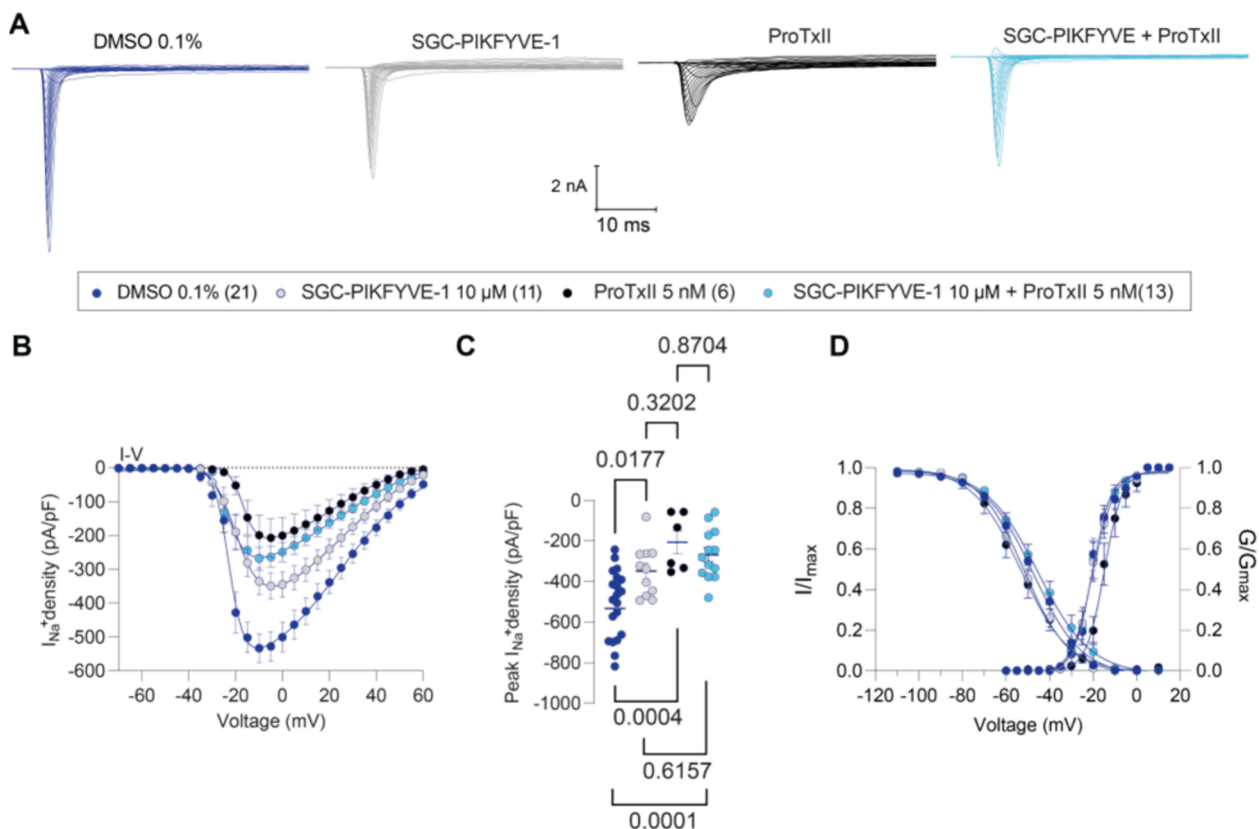 A
DMSO 0.1%
SGC-PIKFYVE-1
ProTxII
SGC-PIKFYVE + ProTxII
2 nA
10 ms
DMSO 0.1% (21)
SGC-PIKFYVE-1 10 µM (11)
ProTxII 5 nM (6)
SGC-PIKFYVE-1 10 µM + ProTxII 5 nM(13)
B
I-V
0
-100
-200
-300
-400
-500
-600
-60
-40
-20
0
20
40
60
I Na+ density (pA/pF)
Voltage (mV)
C
0.8704
0.3202
0.0177
0
-200
-400
-600
-800
-1000
Peak I Na+ density (pA/pF)
0.0004
0.6157
0.0001
D
1.0
0.8
0.6
0.4
0.2
0.0
I/Imax
1.0
0.8
0.6
0.4
0.2
0.0
G/Gmax
-120
-100
-80
-60
-40
-20
0
20
Voltage (mV)